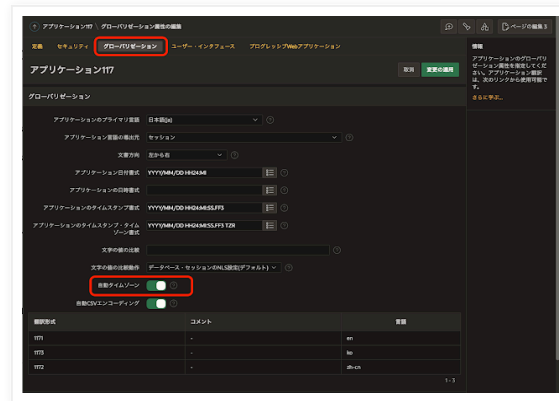 アプリケーション117 \ グローバリゼーション属性の編集
ページの編集3
定義 セキュリティ グローバリゼーション ユーザー・インタフェース プログレッシブWebアプリケーション
アプリケーション117
取消 変更の適用
グローバリゼーション
アプリケーションのプライマリ言語 日本語(ja)
アプリケーション言語の導出元 セッション
文書方向 左から右
アプリケーション日付書式 YYYY/MM/DD HH24:MI
アプリケーションの日時書式
アプリケーションのタイムスタンプ書式 YYYY/MM/DD HH24:MI:SS.FF3
アプリケーションのタイムスタンプ・タイム
ゾーン書式 YYYY/MM/DD HH24:MI:SS.FF3 TZR
文字の値の比較
文字の値の比較動作 データベース・セッションのNLS設定(デフォルト)
自動タイムゾーン
自動CSVエンコーディング
翻訳形式 コメント 言語
1171 - en
1173 - ko
1172 - zh-cn
1 - 3
情報
アプリケーションのグローバリ
ゼーション属性を指定してくだ
さい。アプリケーション翻訳
は、次のリンクから使用可能で
す。
さらに学ぶ...